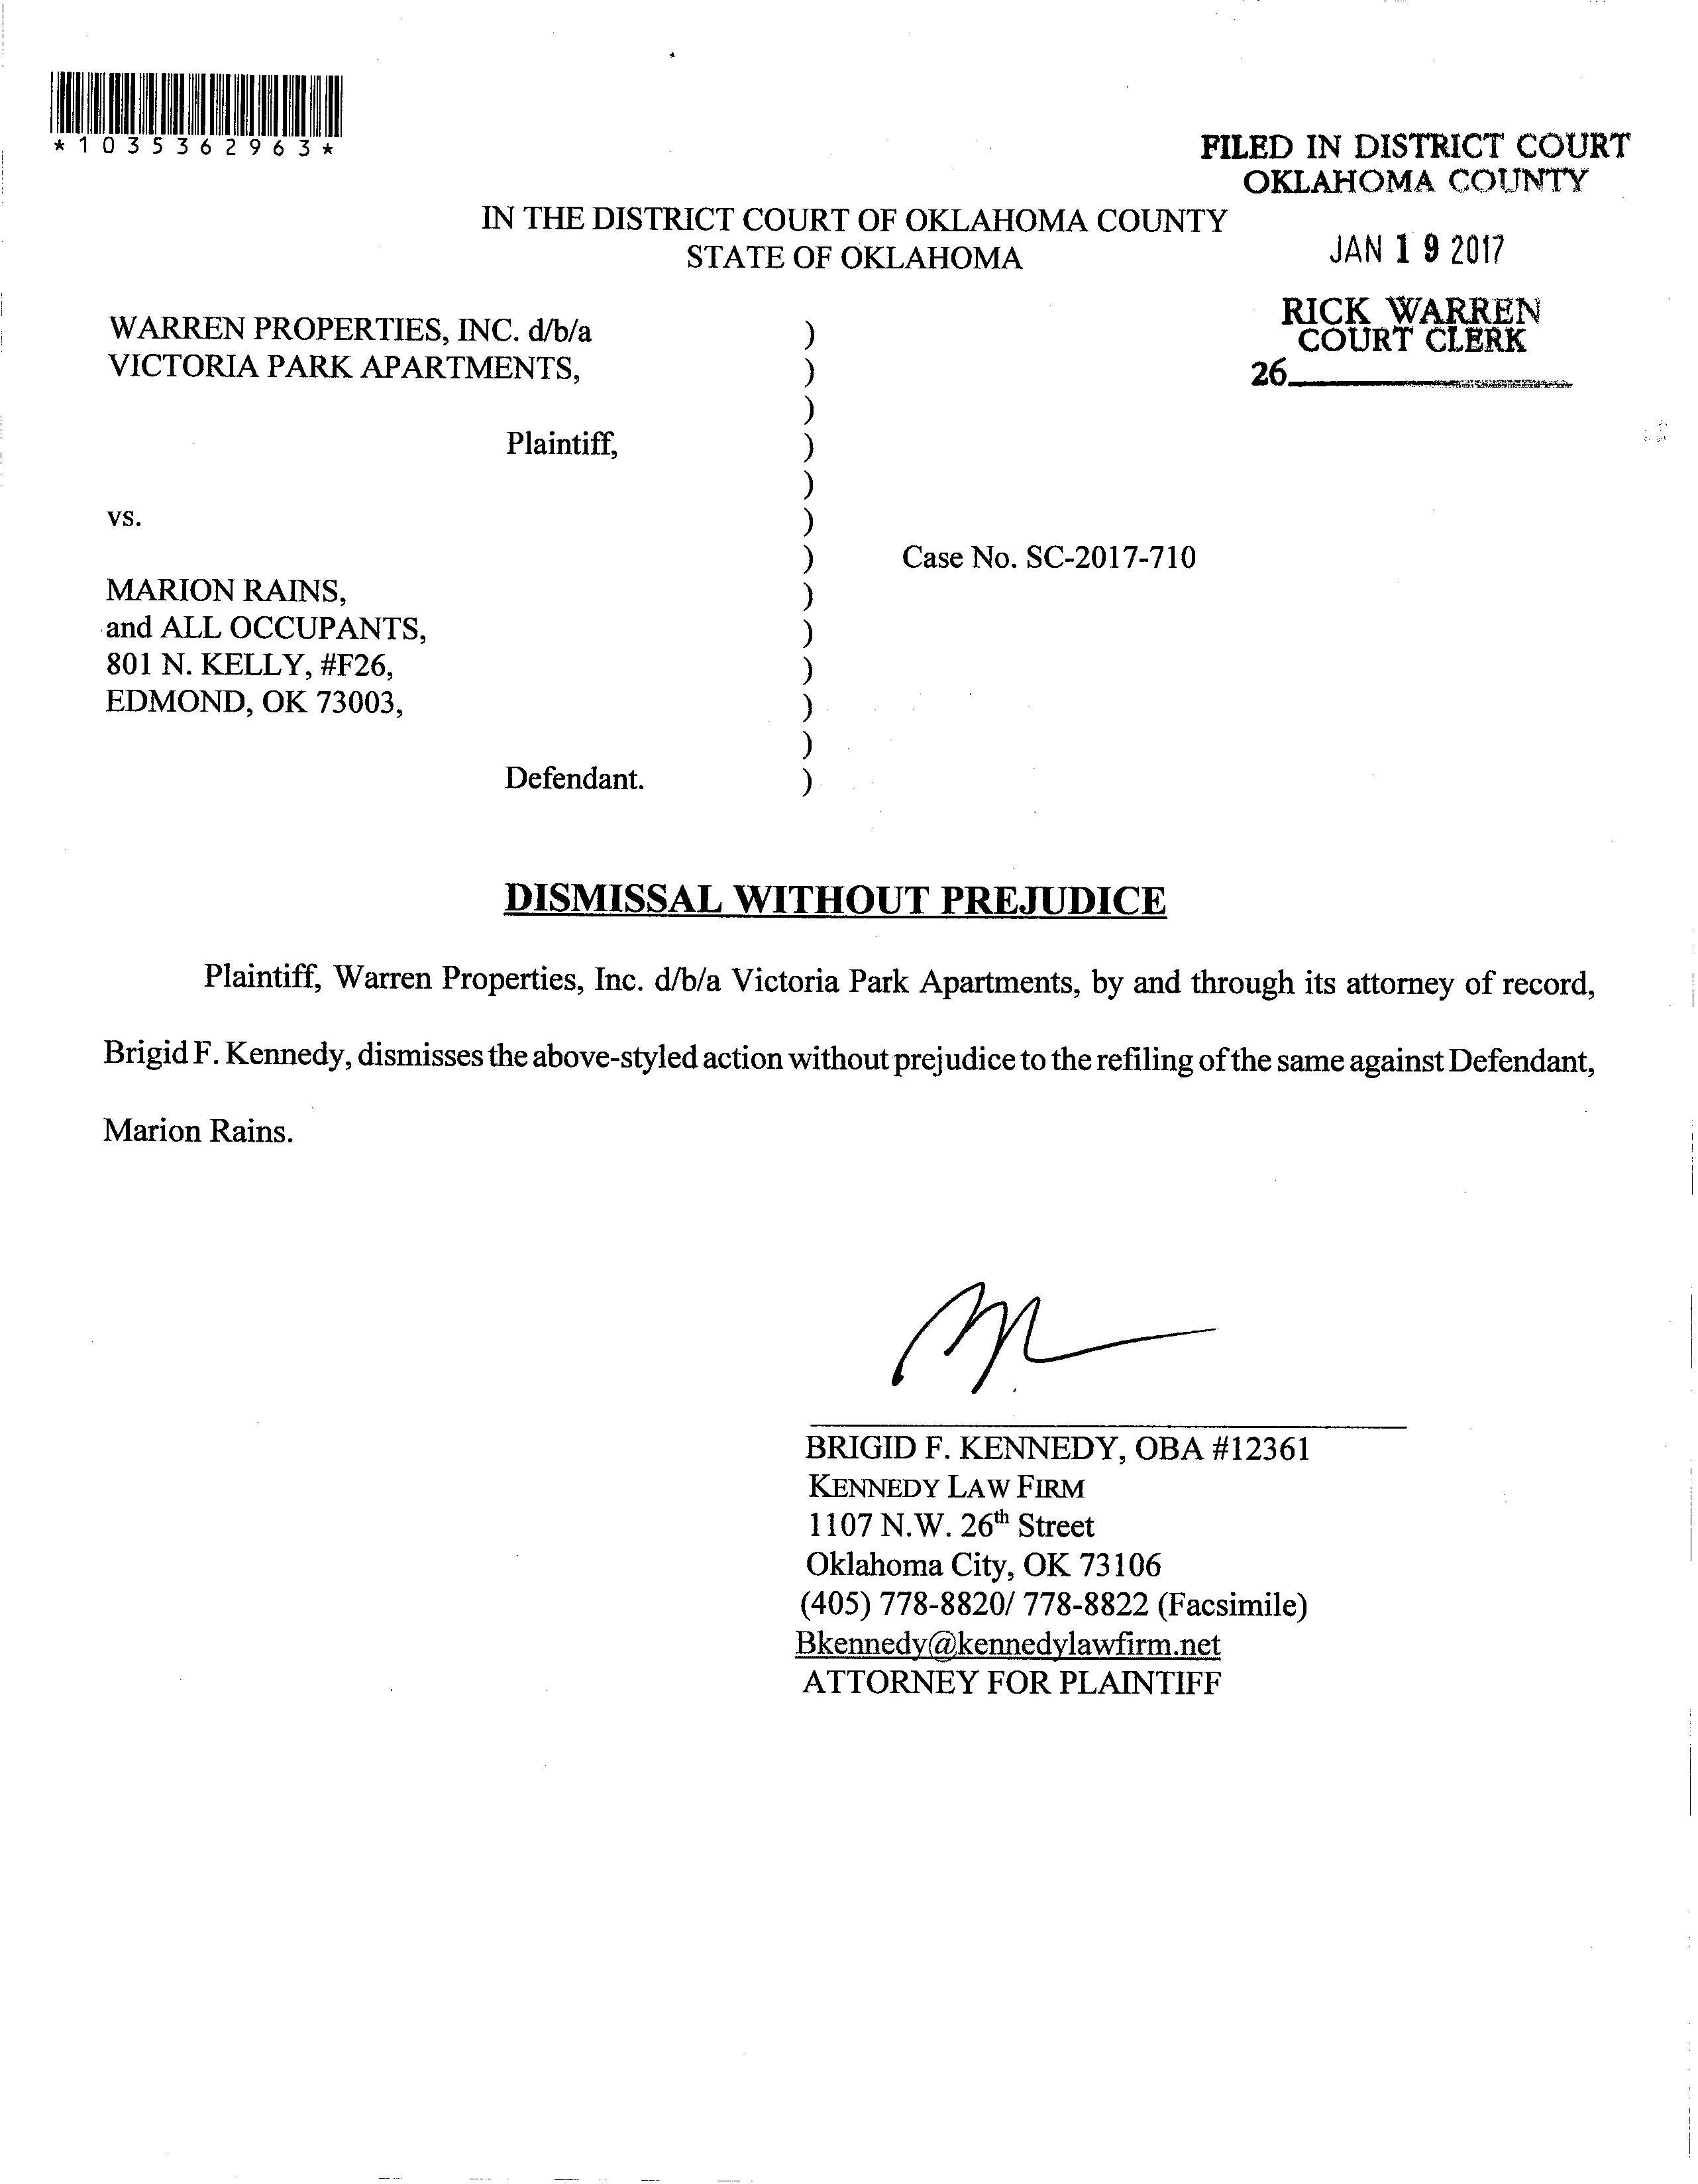 *1035362963*
FILED IN DISTRICT COURT
OKLAHOMA COUNTY
IN THE DISTRICT COURT OF OKLAHOMA COUNTY
STATE OF OKLAHOMA
JAN 19 2017
RICK WARREN
COURT CLERK
26
WARREN PROPERTIES, INC. d/b/a )
VICTORIA PARK APARTMENTS, )
)
Plaintiff, )
)
vs. )
) Case No. SC-2017-710
MARION RAINS, )
and ALL OCCUPANTS, )
801 N. KELLY, #F26, )
EDMOND, OK 73003, )
)
Defendant. )
DISMISSAL WITHOUT PREJUDICE
Plaintiff, Warren Properties, Inc. d/b/a Victoria Park Apartments, by and through its attorney of record,
Brigid F. Kennedy, dismisses the above-styled action without prejudice to the refiling of the same against Defendant,
Marion Rains.
BRIGID F. KENNEDY, OBA #12361
KENNEDY LAW FIRM
1107 N.W. 26th Street
Oklahoma City, OK 73106
(405) 778-8820/ 778-8822 (Facsimile)
Bkennedy@kennedylawfirm.net
ATTORNEY FOR PLAINTIFF